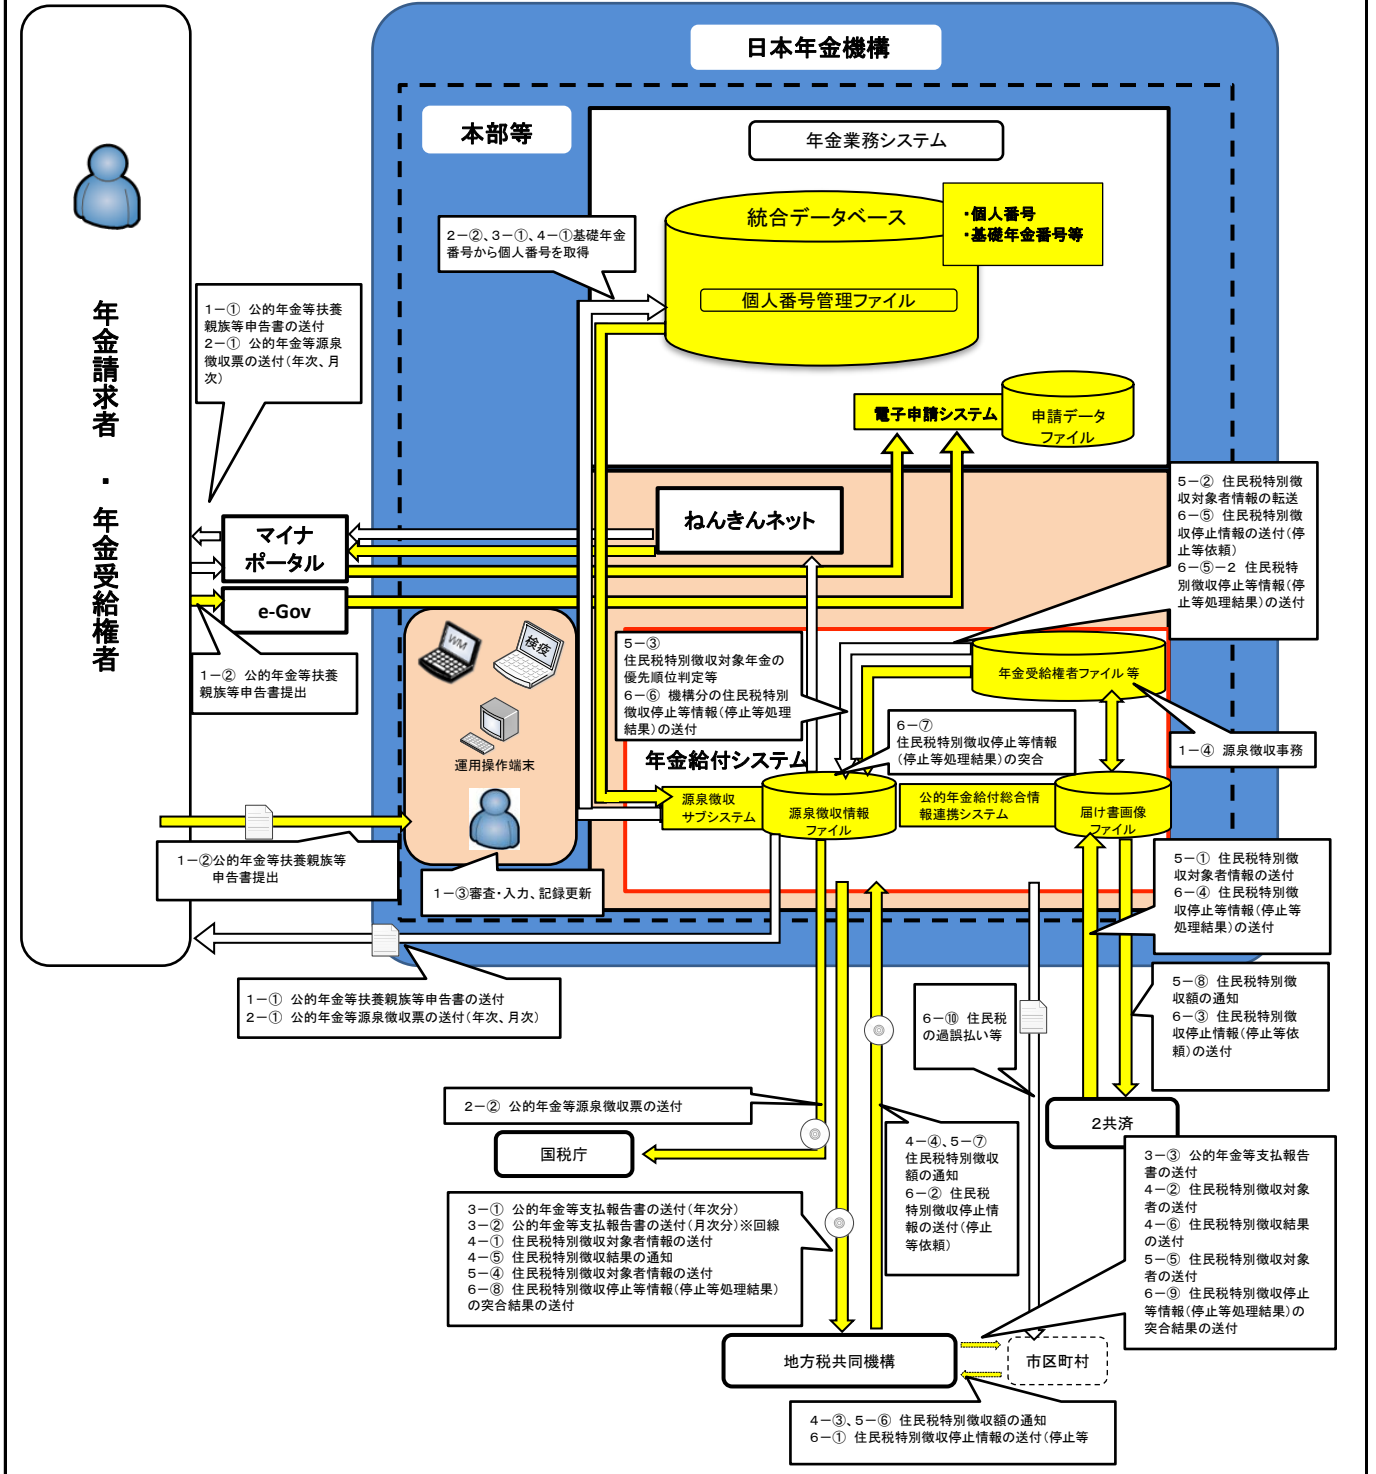 日本年金機構
本部等
年金業務システム
統合データベース
・個人番号
・基礎年金番号等
個人番号管理ファイル
2－②、3－①、4－①基礎年金
番号から個人番号を取得
年金請求者・年金受給権者
1－① 公的年金等扶養
親族等申告書の送付
2－① 公的年金等源泉
徴収票の送付(年次、月
次)
電子申請システム
申請データ
ファイル
5－② 住民税特別徴
収対象者情報の転送
6－⑤ 住民税特別徴
収停止情報の送付(停
止等依頼)
6－⑤－2 住民税特
別徴収停止等情報(停
止等処理結果)の送付
ねんきんネット
マイナ
ポータル
e-Gov
1－② 公的年金等扶養
親族等申告書提出
WM
検疫
運用操作端末
5－③
住民税特別徴収対象年金の
優先順位判定等
6－⑥ 機構分の住民税特別
徴収停止等情報(停止等処理
結果)の送付
年金受給権者ファイル等
6－⑦
住民税特別徴収停止等情報
(停止等処理結果)の突合
1－④ 源泉徴収事務
年金給付システム
源泉徴収
サブシステム
源泉徴収情報
ファイル
公的年金給付総合情
報連携システム
届け書画像
ファイル
1－②公的年金等扶養親族等
申告書提出
1－③審査・入力、記録更新
5－① 住民税特別徴
収対象者情報の送付
6－④ 住民税特別徴
収停止等情報(停止等
処理結果)の送付
1－① 公的年金等扶養親族等申告書の送付
2－① 公的年金等源泉徴収票の送付(年次、月次)
5－⑧ 住民税特別徴
収額の通知
6－③ 住民税特別徴
収停止情報(停止等依
頼)の送付
6－⑩ 住民税
の過誤払い等
2－② 公的年金等源泉徴収票の送付
国税庁
2共済
4－④、5－⑦
住民税特別徴収
額の通知
6－② 住民税
特別徴収停止情
報の送付(停止
等依頼)
3－③ 公的年金等支払報告
書の送付
4－② 住民税特別徴収対象
者の送付
4－⑥ 住民税特別徴収結果
の送付
5－⑤ 住民税特別徴収対象
者の送付
6－⑨ 住民税特別徴収停止
等情報(停止等処理結果)の
突合結果の送付
3－① 公的年金等支払報告書の送付(年次分)
3－② 公的年金等支払報告書の送付(月次分)※回線
4－① 住民税特別徴収対象者情報の送付
4－⑤ 住民税特別徴収結果の通知
5－④ 住民税特別徴収対象者情報の送付
6－⑧ 住民税特別徴収停止等情報(停止等処理結果)
の突合結果の送付
地方税共同機構
市区町村
4－③、5－⑥ 住民税特別徴収額の通知
6－① 住民税特別徴収停止情報の送付(停止等